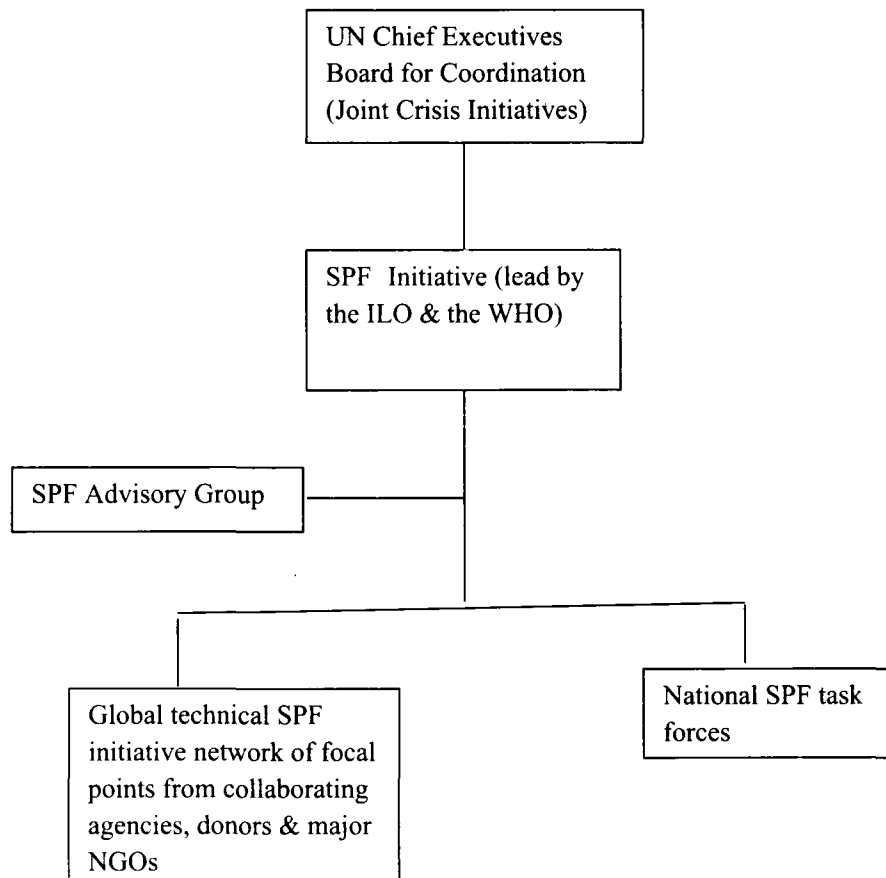 UN Chief Executives
Board for Coordination
(Joint Crisis Initiatives)
SPF Initiative (lead by
the ILO & the WHO)
SPF Advisory Group
Global technical SPF
initiative network of focal
points from collaborating
agencies, donors & major
NGOs
National SPF task
forces